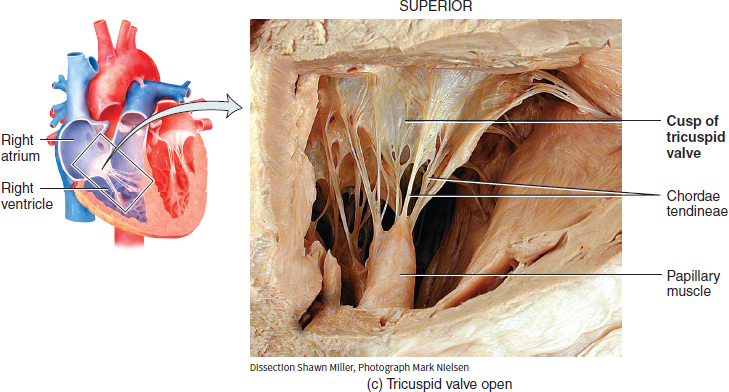 SUPERIOR
Right
atrium
Right
ventricle
Cusp of
tricuspid
valve
Chordae
tendineae
Papillary
muscle
Dissection Shawn Miller, Photograph Mark Nielsen
(c) Tricuspid valve open